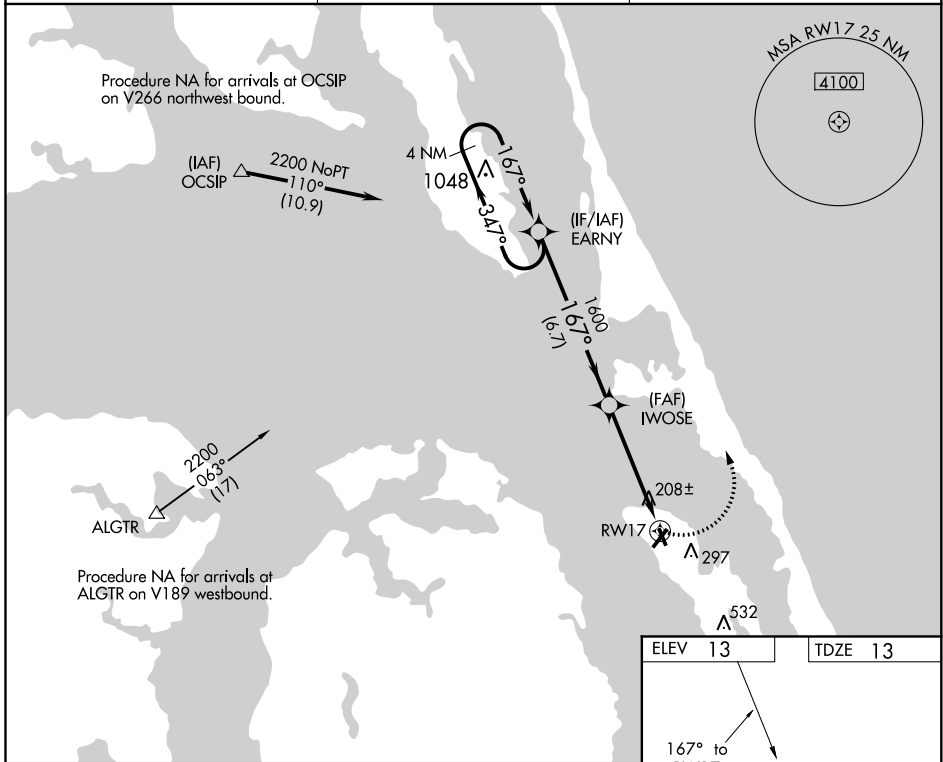 MSA RW17 25 NM
4100
Procedure NA for arrivals at OCSIP
on V266 northwest bound.
(IAF)
OCSIP
2200 NoPT
110°
(10.9)
4 NM
1048
167°
347°
(IF/IAF)
EARNY
1600
167°
(6.7)
(FAF)
IWOSE
2200
063°
(17)
ALGTR
208±
RW17
297
Procedure NA for arrivals at
ALGTR on V189 westbound.
532
ELEV 13
TDZE 13
167° to